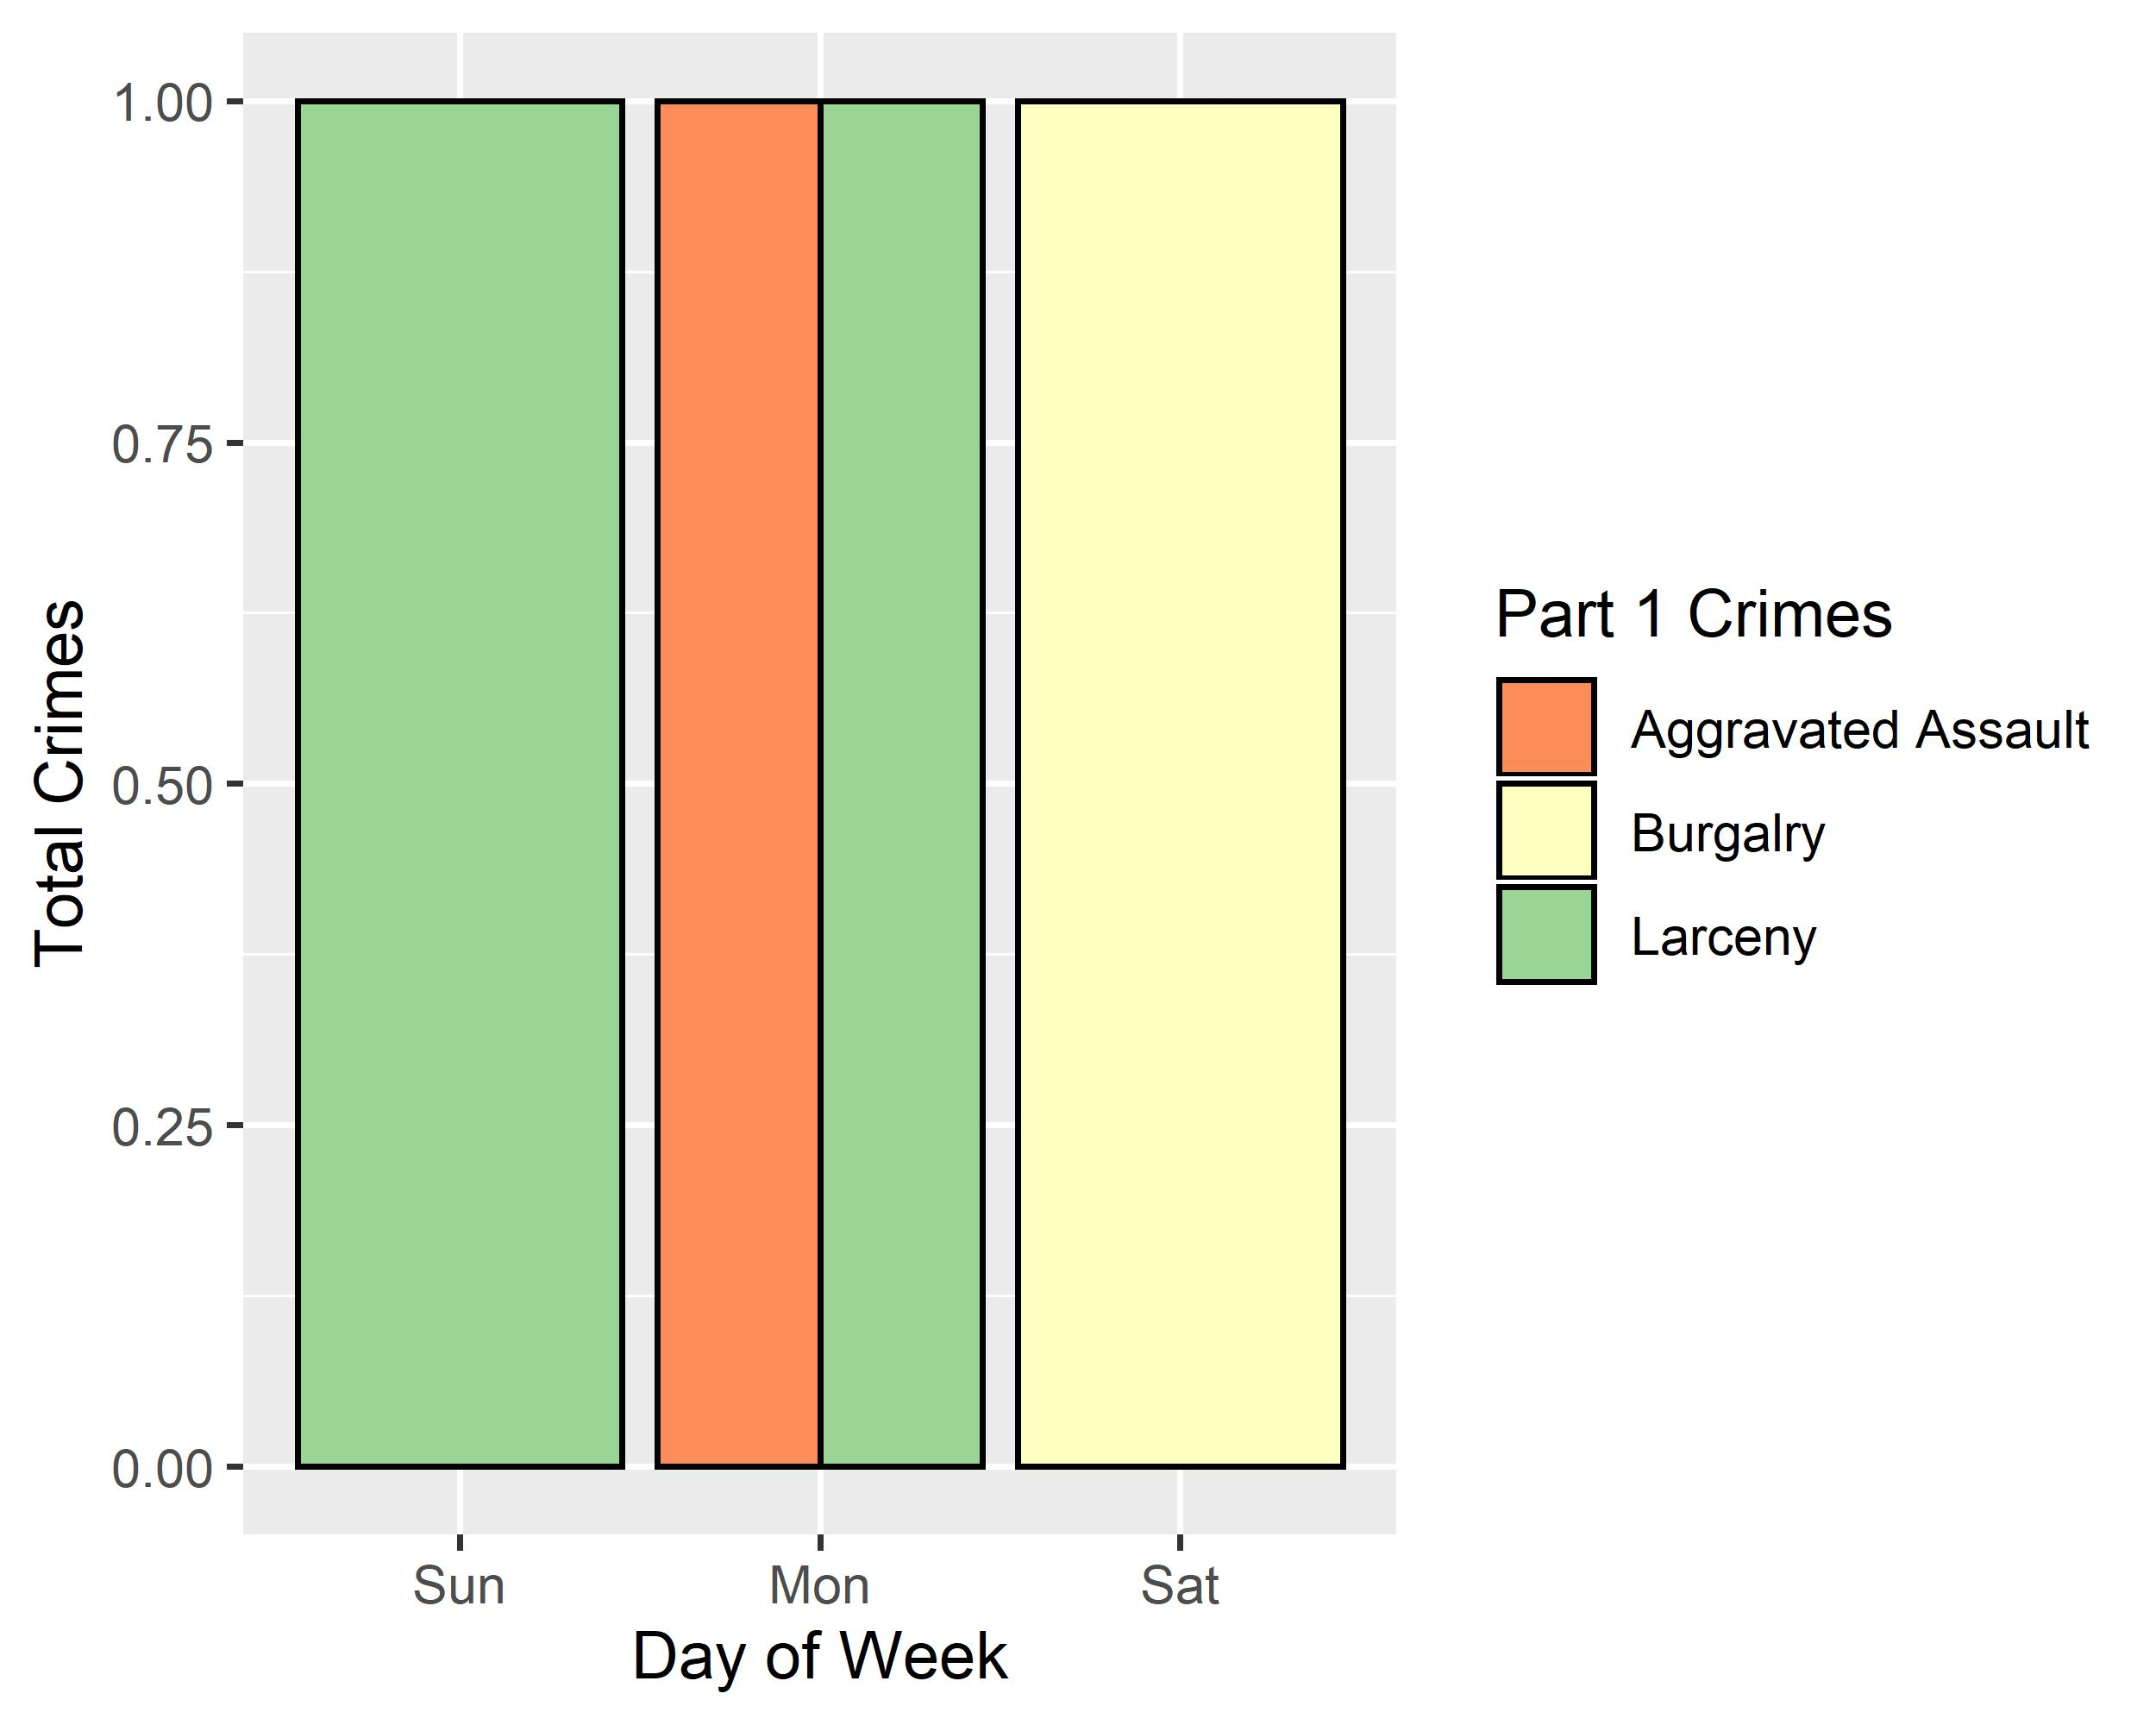 1.00
0.75
0.50
0.25
0.00
Total Crimes
Sun Mon Sat
Day of Week
Part 1 Crimes
Aggravated Assault
Burgalry
Larceny